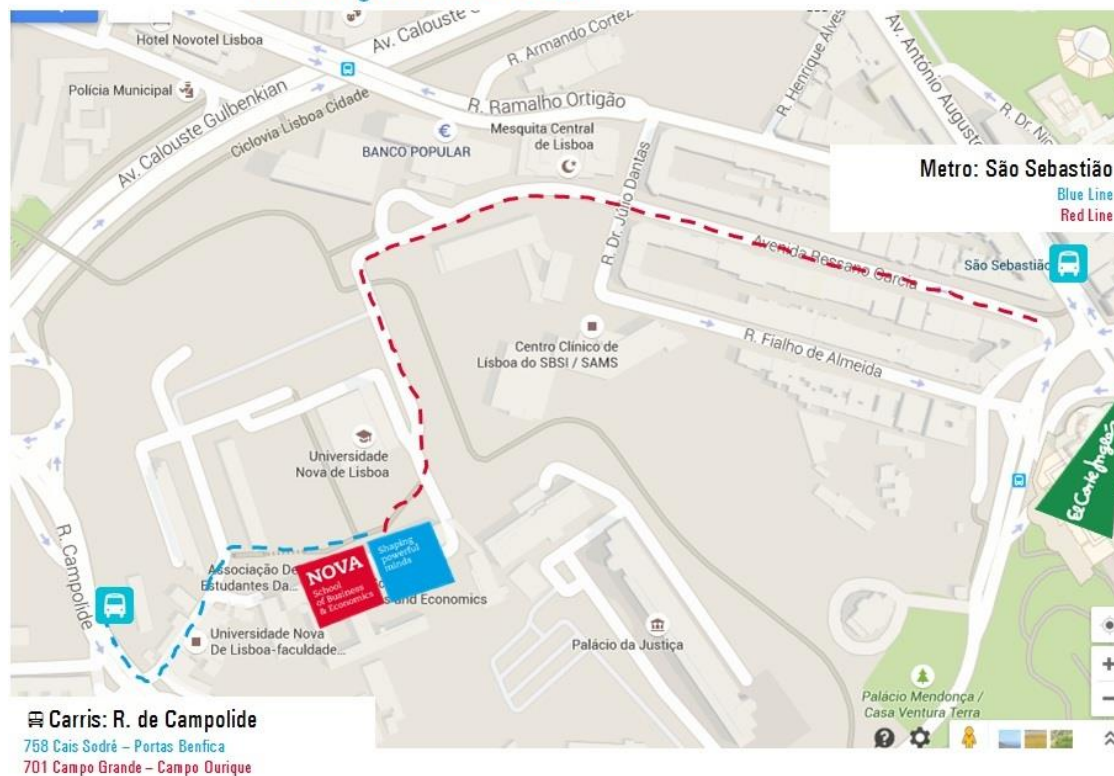 Hotel Novotel Lisboa
Av. Calouste Gulbenkian
R. Armando Cortez
R. Henrique Alves
Av. António Augusto
R. Dr. Nic
Polícia Municipal
Av. Calouste Gulbenkian
Ciclovia Lisboa Cidade
R. Ramalho Ortigão
€
BANCO POPULAR
Mesquita Central
de Lisboa
R. Dr. Júlio Dantas
Metro: São Sebastião
Blue Line
Red Line
Avenida Ressano Garcia
São Sebastião
Centro Clínico de
Lisboa do SBSI / SAMS
R. Fialho de Almeida
El Corte Inglés
Universidade
Nova de Lisboa
R. Campolide
Associação De
Estudantes Da...
NOVA
School
of Business
& Economics
Shaping
powerful
minds
s and Economics
Universidade Nova
De Lisboa-faculdade...
Palácio da Justiça
Palácio Mendonça /
Casa Ventura Terra
Carris: R. de Campolide
758 Cais Sodré – Portas Benfica
701 Campo Grande – Campo Ourique